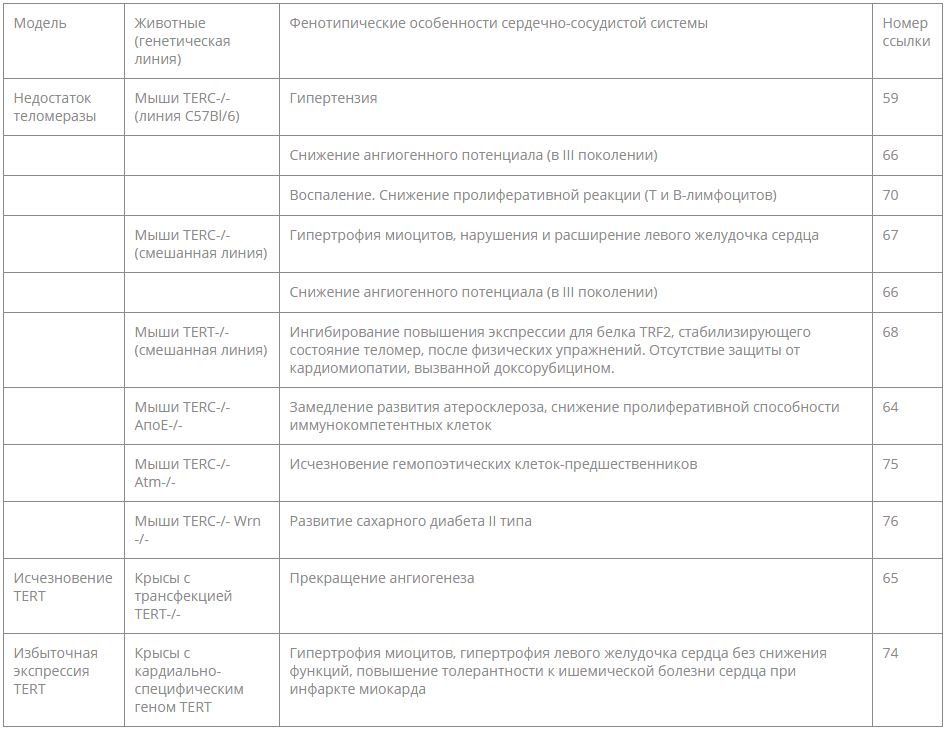 Модель
Животные
(генетическая
линия)
Фенотипические особенности сердечно-сосудистой системы
Номер
ссылки
Недостаток
теломеразы
Мыши TERC-/-
(линия C57Bl/6)
Гипертензия
59
Снижение ангиогенного потенциала (в III поколении)
66
Воспаление. Снижение пролиферативной реакции (Т и В-лимфоцитов)
70
Мыши TERC-/-
(смешанная линия)
Гипертрофия миоцитов, нарушения и расширение левого желудочка сердца
67
Снижение ангиогенного потенциала (в III поколении)
66
Мыши TERT-/-
(смешанная линия)
Ингибирование повышения экспрессии для белка TRF2, стабилизирующего
состояние теломер, после физических упражнений. Отсутствие защиты от
кардиомиопатии, вызванной доксорубицином.
68
Мыши TERC-/-
АпоЕ-/-
Замедление развития атеросклероза, снижение пролиферативной способности
иммунокомпетентных клеток
64
Мыши TERC-/-
Atm-/-
Исчезновение гемопоэтических клеток-предшественников
75
Мыши TERC-/- Wrn
-/-
Развитие сахарного диабета II типа
76
Исчезновение
TERT
Крысы с
трансфекцией
TERT-/-
Прекращение ангиогенеза
65
Избыточная
экспрессия
TERT
Крысы с
кардиально-
специфическим
геном TERT
Гипертрофия миоцитов, гипертрофия левого желудочка сердца без снижения
функций, повышение толерантности к ишемической болезни сердца при
инфаркте миокарда
74